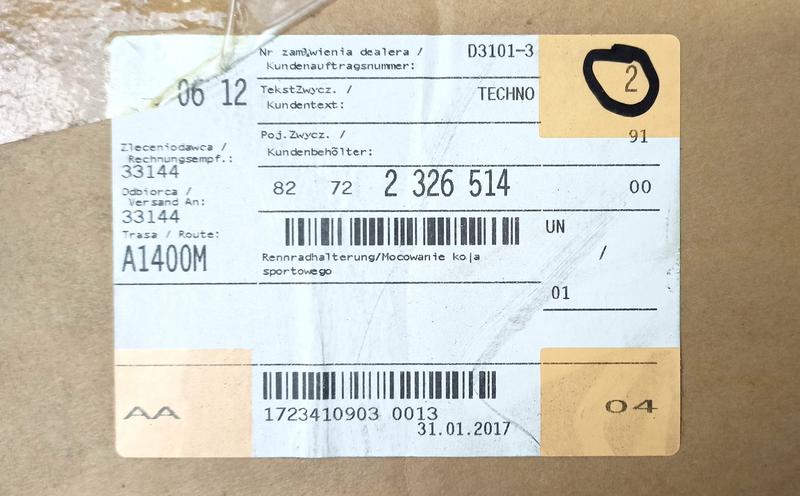 06 12
Nr zamówienia dealera / D3101-3
Kundenauftragsnummer:
2
TekstZwycz. / TECHNO
Kundentext:
Poj.Zwycz. / 91
Kundenbehõlter:
Zleceniodawca /
Rechnungsempf.:
33144
Odbiorca /
Versand An:
33144
Trasa / Route:
A1400M
82 72 2 326 514 00
UN
/
01
Rennradhalterung/Mocowanie koła
sportowego
AA
1723410903 0013
31.01.2017
04